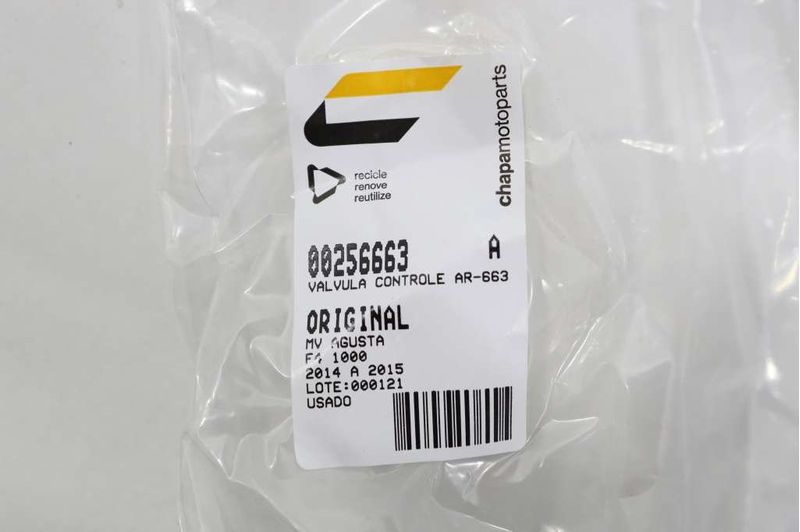 chapamotoparts
recicle
renove
reutilize
00256663 A
VALVULA CONTROLE AR-663
ORIGINAL
MV AGUSTA
F4 1000
2014 A 2015
LOTE:000121
USADO